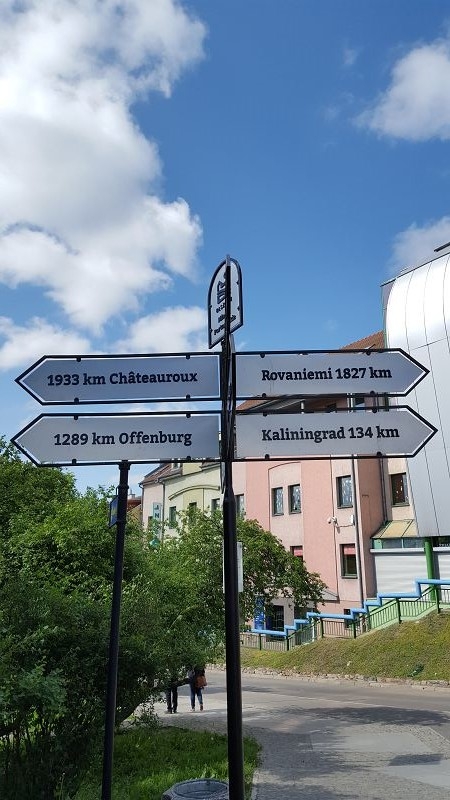 1933 km Châteauroux
Rovaniemi 1827 km
1289 km Offenburg
Kaliningrad 134 km